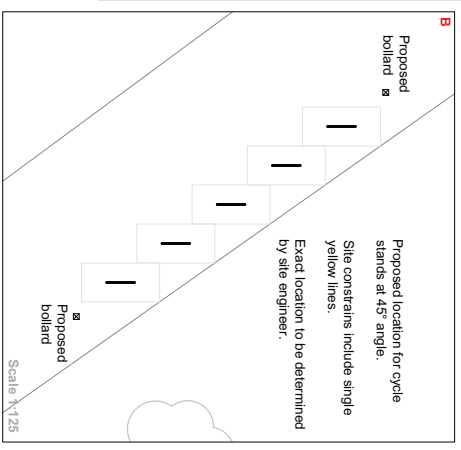 B
Proposed
bollard
Proposed location for cycle
stands at 45° angle.
Site constrains include single
yellow lines.
Exact location to be determined
by site engineer.
Proposed
bollard
Scale 1:125